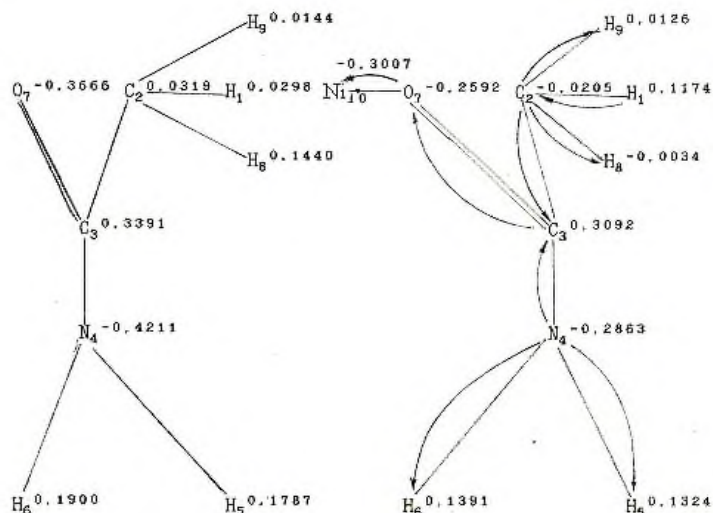 H₉ 0.0144
O₇ -0.3666 C₂ 0.0319 H₁ 0.0298
H₈ 0.1440
C₃ 0.3391
N₄ -0,4211
H₆ 0.1900 H₅ 0.1787
H₉ 0,0126
-0.3007
Ni₁₀ O₇ -0.2592 C₂ -0.0205 H₁ 0.1174
H₈ -0.0034
C₃ 0,3092
N₄ -0,2863
H₆ 0.1391 H₅ 0,1324